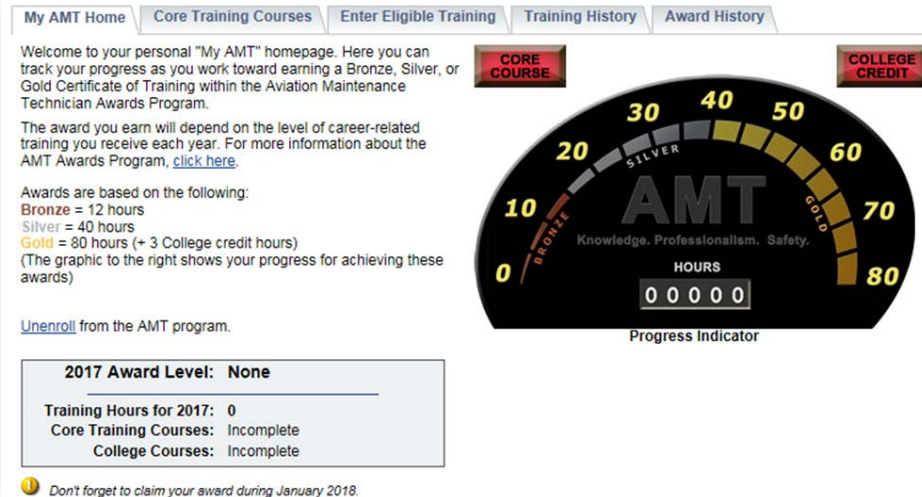 My AMT Home
Core Training Courses
Enter Eligible Training
Training History
Award History
Welcome to your personal "My AMT" homepage. Here you can
track your progress as you work toward earning a Bronze, Silver, or
Gold Certificate of Training within the Aviation Maintenance
Technician Awards Program.
The award you earn will depend on the level of career-related
training you receive each year. For more information about the
AMT Awards Program, click here.
Awards are based on the following:
Bronze = 12 hours
Silver = 40 hours
Gold = 80 hours (+ 3 College credit hours)
(The graphic to the right shows your progress for achieving these
awards)
Unenroll from the AMT program.
2017 Award Level: None
Training Hours for 2017: 0
Core Training Courses: Incomplete
College Courses: Incomplete
Don't forget to claim your award during January 2018.
CORE
COURSE
COLLEGE
CREDIT
0
10
20
30
40
50
60
70
80
BRONZE
SILVER
GOLD
AMT
Knowledge. Professionalism. Safety.
HOURS
0 0 0 0 0
Progress Indicator